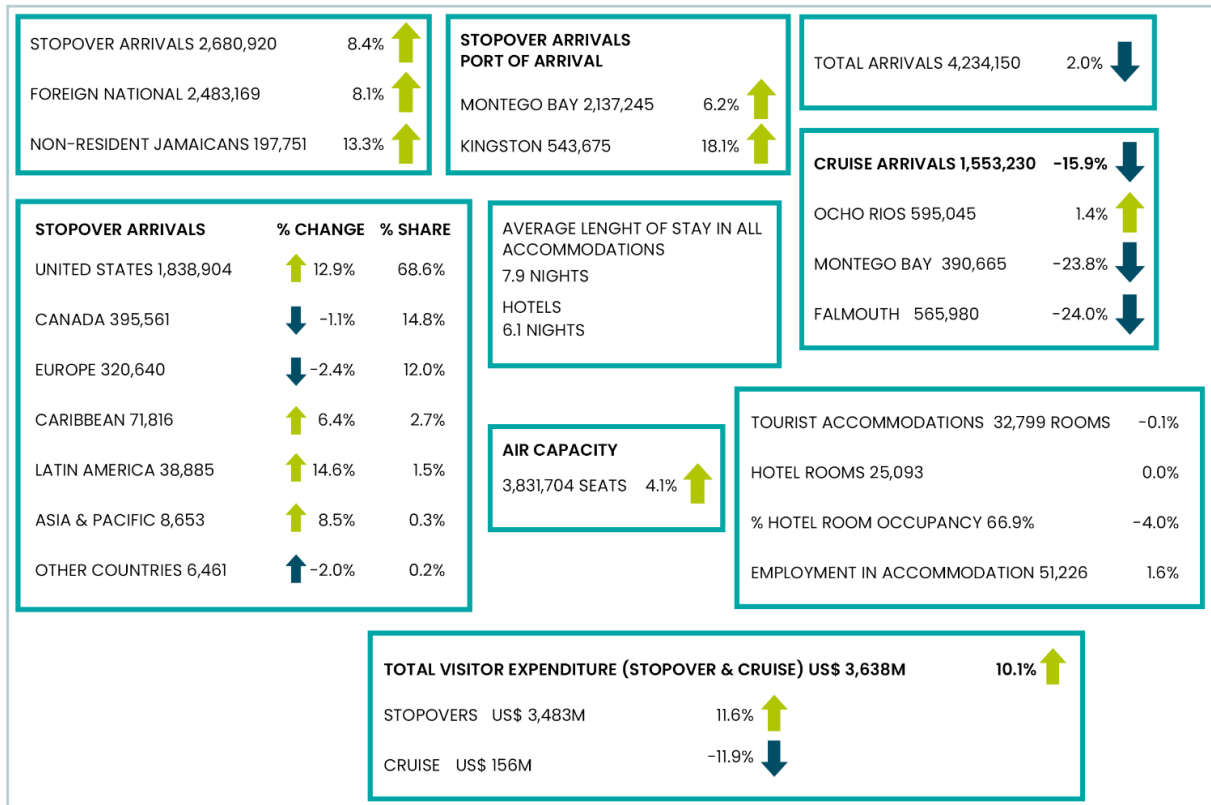 STOPOVER ARRIVALS 2,680,920 8.4%
FOREIGN NATIONAL 2,483,169 8.1%
NON-RESIDENT JAMAICANS 197,751 13.3%
STOPOVER ARRIVALS
PORT OF ARRIVAL
MONTEGO BAY 2,137,245 6.2%
KINGSTON 543,675 18.1%
TOTAL ARRIVALS 4,234,150 2.0%
CRUISE ARRIVALS 1,553,230 -15.9%
OCHO RIOS 595,045 1.4%
MONTEGO BAY 390,665 -23.8%
FALMOUTH 565,980 -24.0%
STOPOVER ARRIVALS % CHANGE % SHARE
UNITED STATES 1,838,904 12.9% 68.6%
CANADA 395,561 -1.1% 14.8%
EUROPE 320,640 -2.4% 12.0%
CARIBBEAN 71,816 6.4% 2.7%
LATIN AMERICA 38,885 14.6% 1.5%
ASIA & PACIFIC 8,653 8.5% 0.3%
OTHER COUNTRIES 6,461 -2.0% 0.2%
AVERAGE LENGHT OF STAY IN ALL
ACCOMMODATIONS
7.9 NIGHTS
HOTELS
6.1 NIGHTS
AIR CAPACITY
3,831,704 SEATS 4.1%
TOURIST ACCOMMODATIONS 32,799 ROOMS -0.1%
HOTEL ROOMS 25,093 0.0%
% HOTEL ROOM OCCUPANCY 66.9% -4.0%
EMPLOYMENT IN ACCOMMODATION 51,226 1.6%
TOTAL VISITOR EXPENDITURE (STOPOVER & CRUISE) US$ 3,638M 10.1%
STOPOVERS US$ 3,483M 11.6%
CRUISE US$ 156M -11.9%